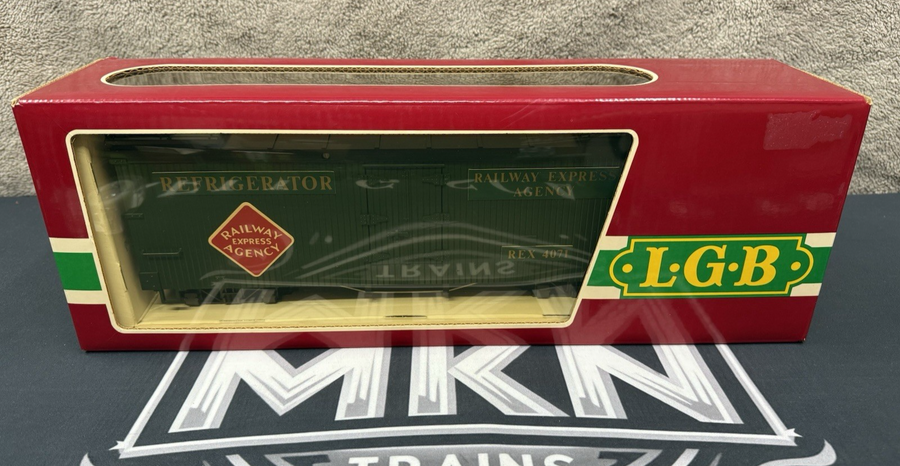 REFRIGERATOR
RAILWAY EXPRESS
AGENCY
RAILWAY
EXPRESS
AGENCY
REX 4071
L·G·B
TRAINS
MKN
TRAINS